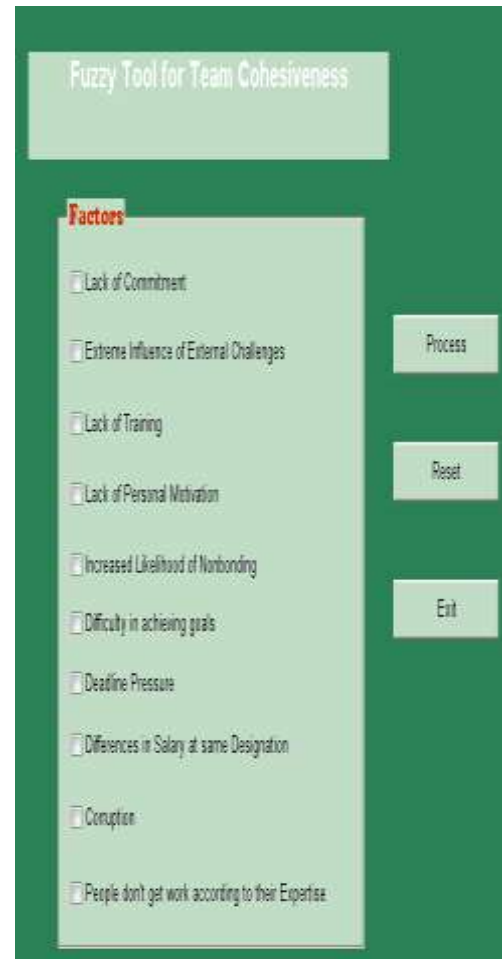 Fuzzy Tool for Team Cohesiveness
Factors
Lack of Commitment
Extreme Influence of External Challenges
Lack of Training
Lack of Personal Motivation
Increased Likelihood of Nonbonding
Difficulty in achieving goals
Deadline Pressure
Differences in Salary at same Designation
Corruption
People don't get work according to their Expertise
Process
Reset
Exit